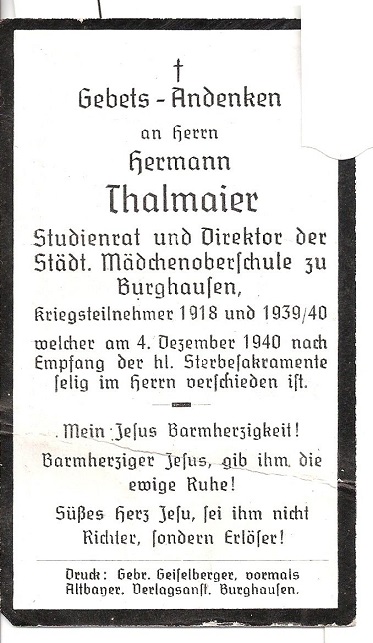 †
Gebets-Andenken
an Herrn
Hermann
Thalmaier
Studienrat und Direktor der
Städt. Mädchenoberschule zu
Burghausen,
Kriegsteilnehmer 1918 und 1939/40
welcher am 4. Dezember 1940 nach
Empfang der hl. Sterbesakramente
selig im Herrn verschieden ist.
Mein Jesus Barmherzigkeit!
Barmherziger Jesus, gib ihm die
ewige Ruhe!
Süßes Herz Jesu, sei ihm nicht
Richter, sondern Erlöser!
Druck: Gebr. Geiselberger, vormals
Altbayer. Verlagsanst. Burghausen.